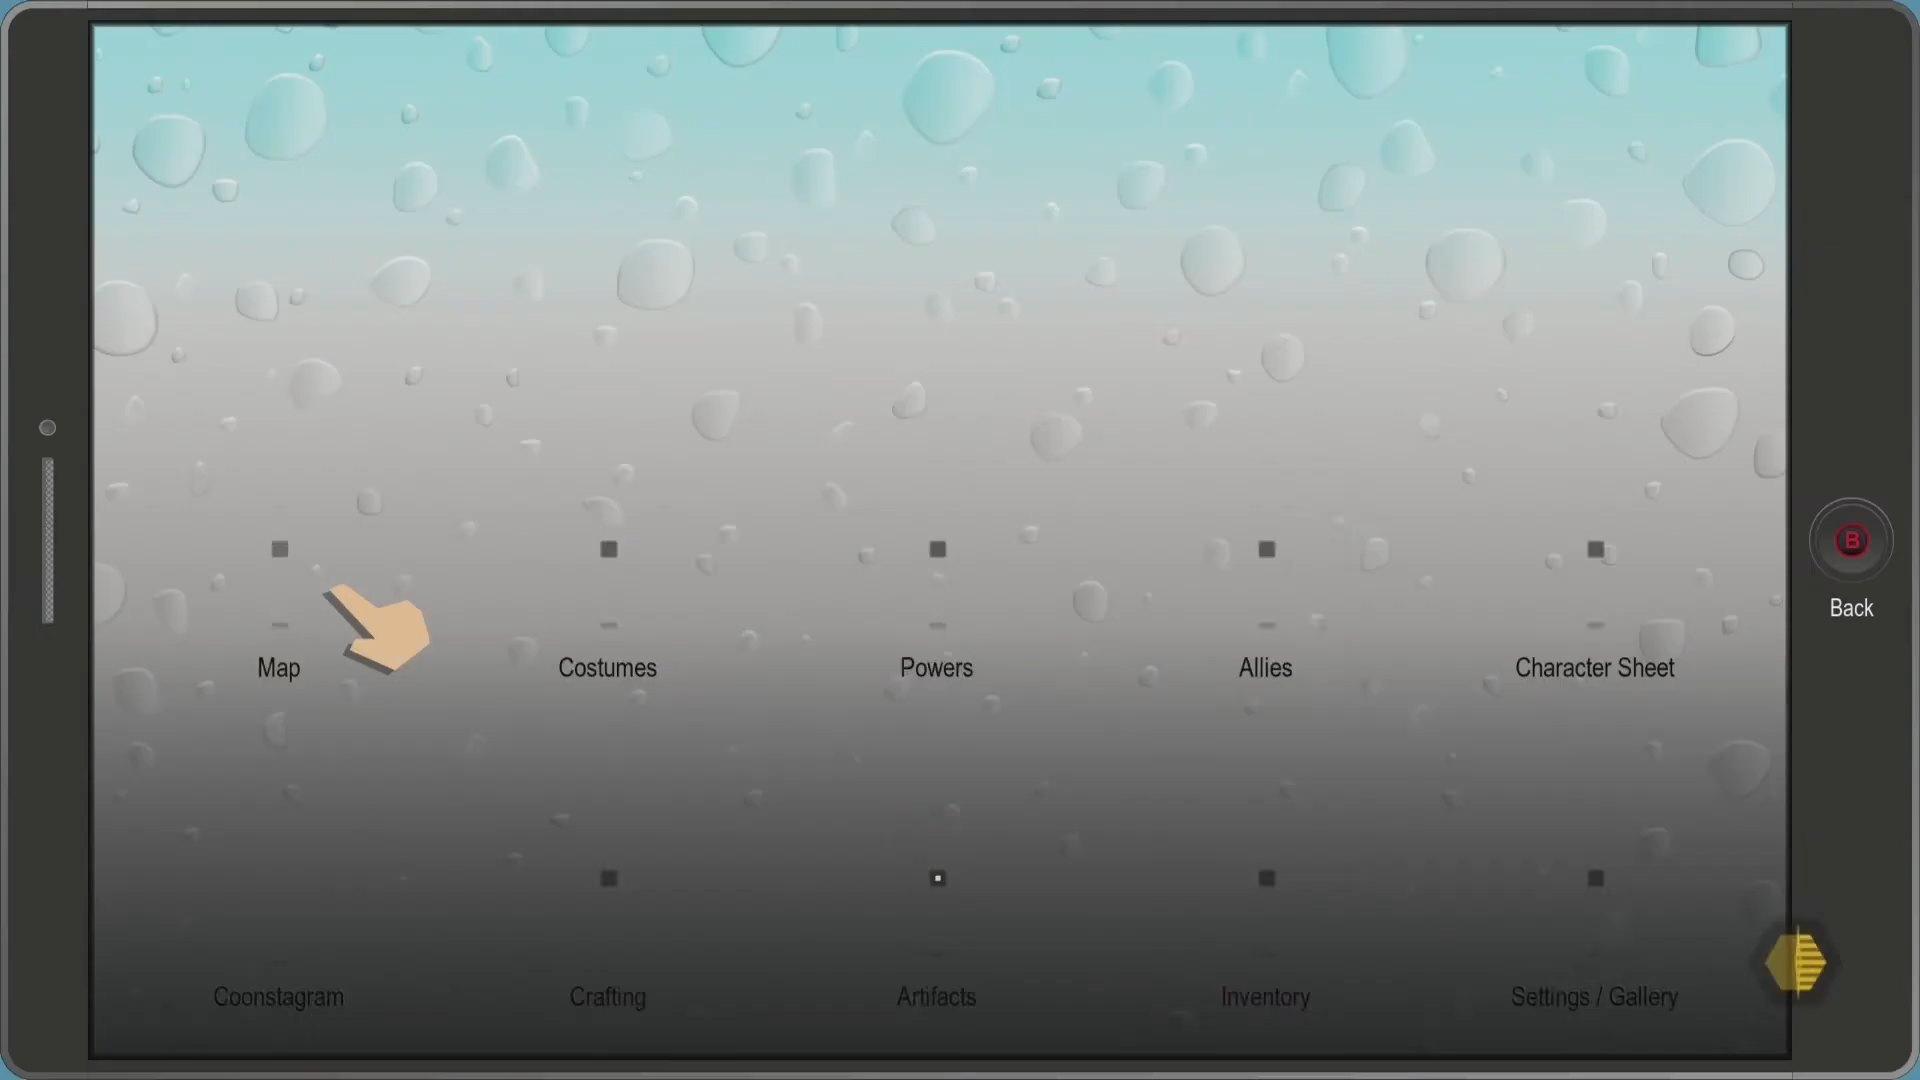 B
Back
Map
Costumes
Powers
Allies
Character Sheet
Coonstagram
Crafting
Artifacts
Inventory
Settings / Gallery